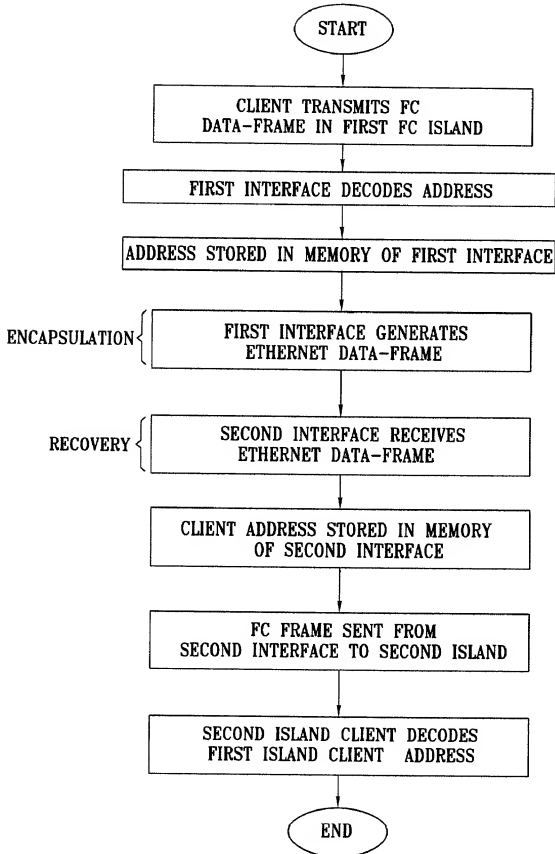 START
CLIENT TRANSMITS FC
DATA-FRAME IN FIRST FC ISLAND
FIRST INTERFACE DECODES ADDRESS
ADDRESS STORED IN MEMORY OF FIRST INTERFACE
ENCAPSULATION
FIRST INTERFACE GENERATES
ETHERNET DATA-FRAME
RECOVERY
SECOND INTERFACE RECEIVES
ETHERNET DATA-FRAME
CLIENT ADDRESS STORED IN MEMORY
OF SECOND INTERFACE
FC FRAME SENT FROM
SECOND INTERFACE TO SECOND ISLAND
SECOND ISLAND CLIENT DECODES
FIRST ISLAND CLIENT ADDRESS
END